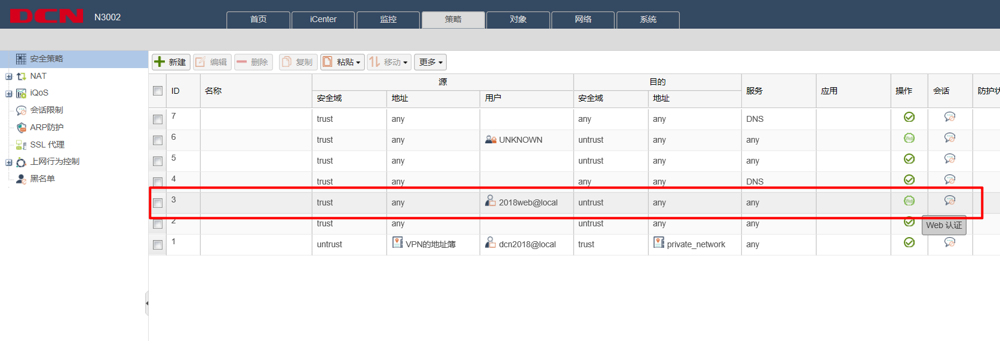 DCN N3002 首页 iCenter 监控 策略 对象 网络 系统
安全策略
NAT
iQoS
会话限制
ARP防护
SSL 代理
上网行为控制
黑名单
新建 编辑 删除 复制 粘贴 移动 更多
ID 名称 源 目的 服务 应用 操作 会话 防护状
安全域 地址 用户 安全域 地址
7 trust any any any DNS
6 trust any UNKNOWN untrust any any Web
5 trust any untrust any any
4 trust any any any DNS
3 trust any 2018web@local untrust any any Web
2 trust any untrust any any
Web 认证
1 untrust VPN的地址簿 dcn2018@local trust private_network any